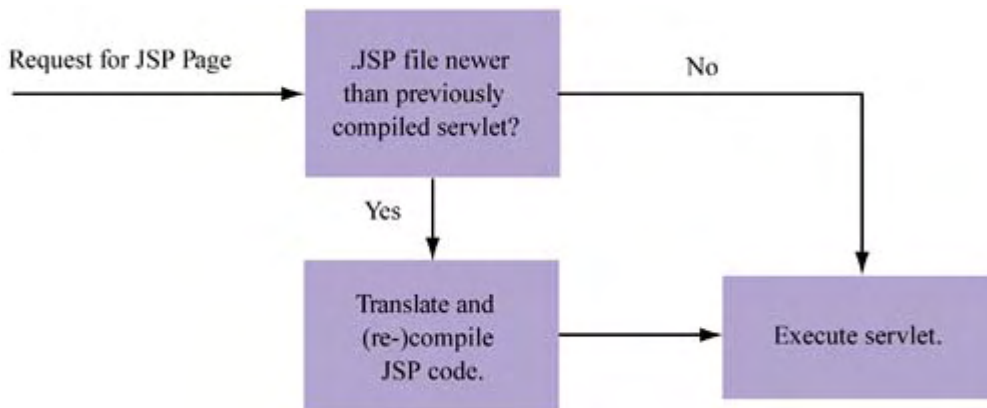 Request for JSP Page
.JSP file newer
than previously
compiled servlet?
No
Yes
Translate and
(re-)compile
JSP code.
Execute servlet.